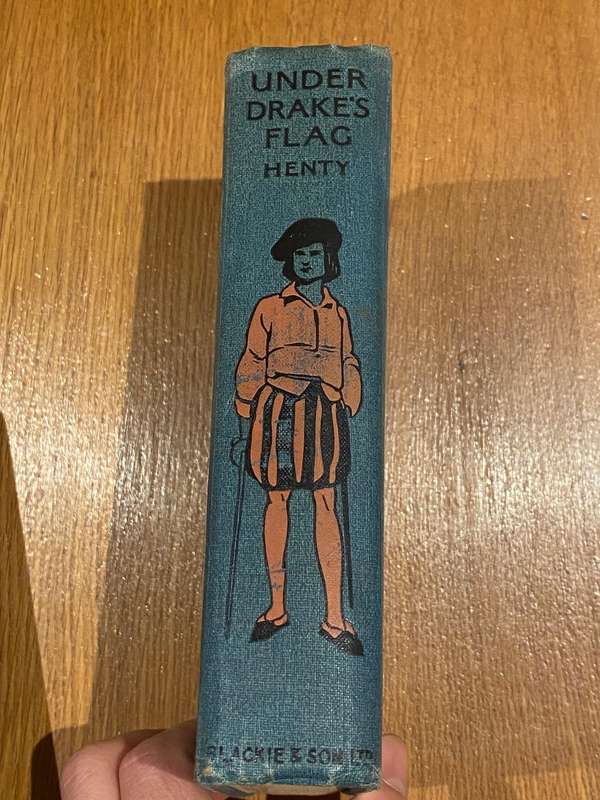 UNDER
DRAKE'S
FLAG
HENTY
BLACKIE & SON LTD